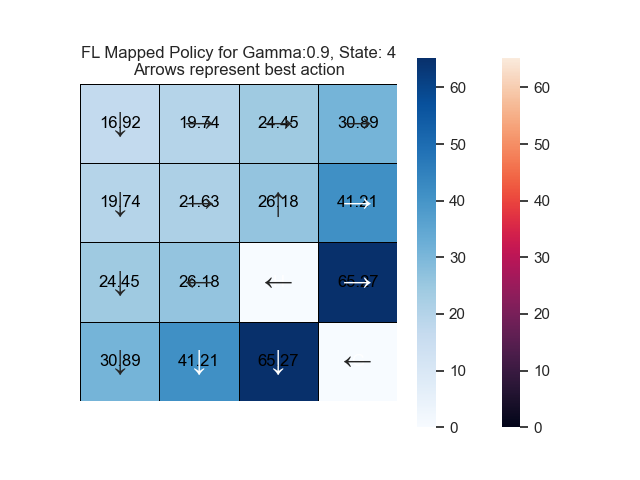 FL Mapped Policy for Gamma:0.9, State: 4
Arrows represent best action
16.92 19.74 24.45 30.89
19.74 21.63 26.18 41.21
24.45 26.18 65.27
30.89 41.21 65.27
60 50 40 30 20 10 0
60 50 40 30 20 10 0